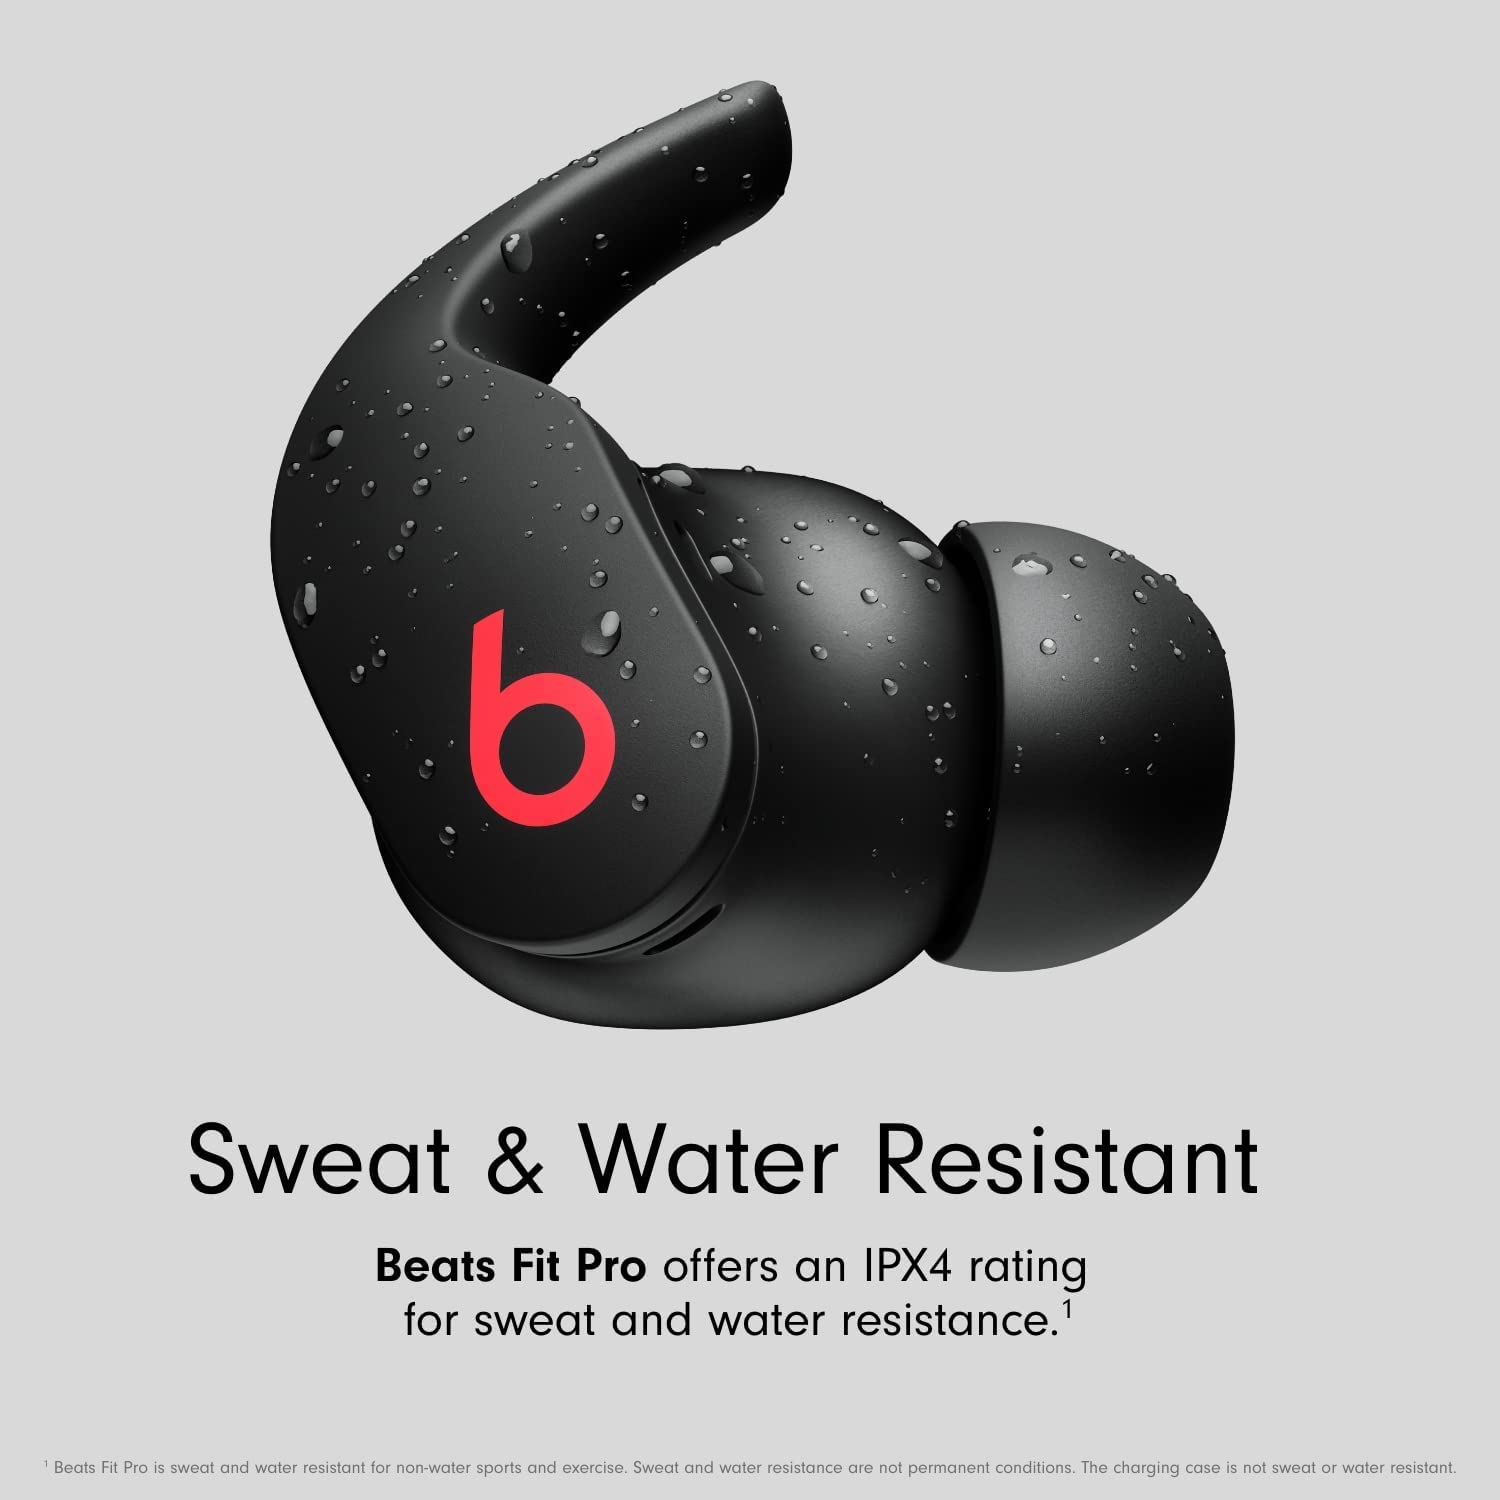 b
Sweat & Water Resistant
Beats Fit Pro offers an IPX4 rating
for sweat and water resistance.¹
¹ Beats Fit Pro is sweat and water resistant for non-water sports and exercise. Sweat and water resistance are not permanent conditions. The charging case is not sweat or water resistant.